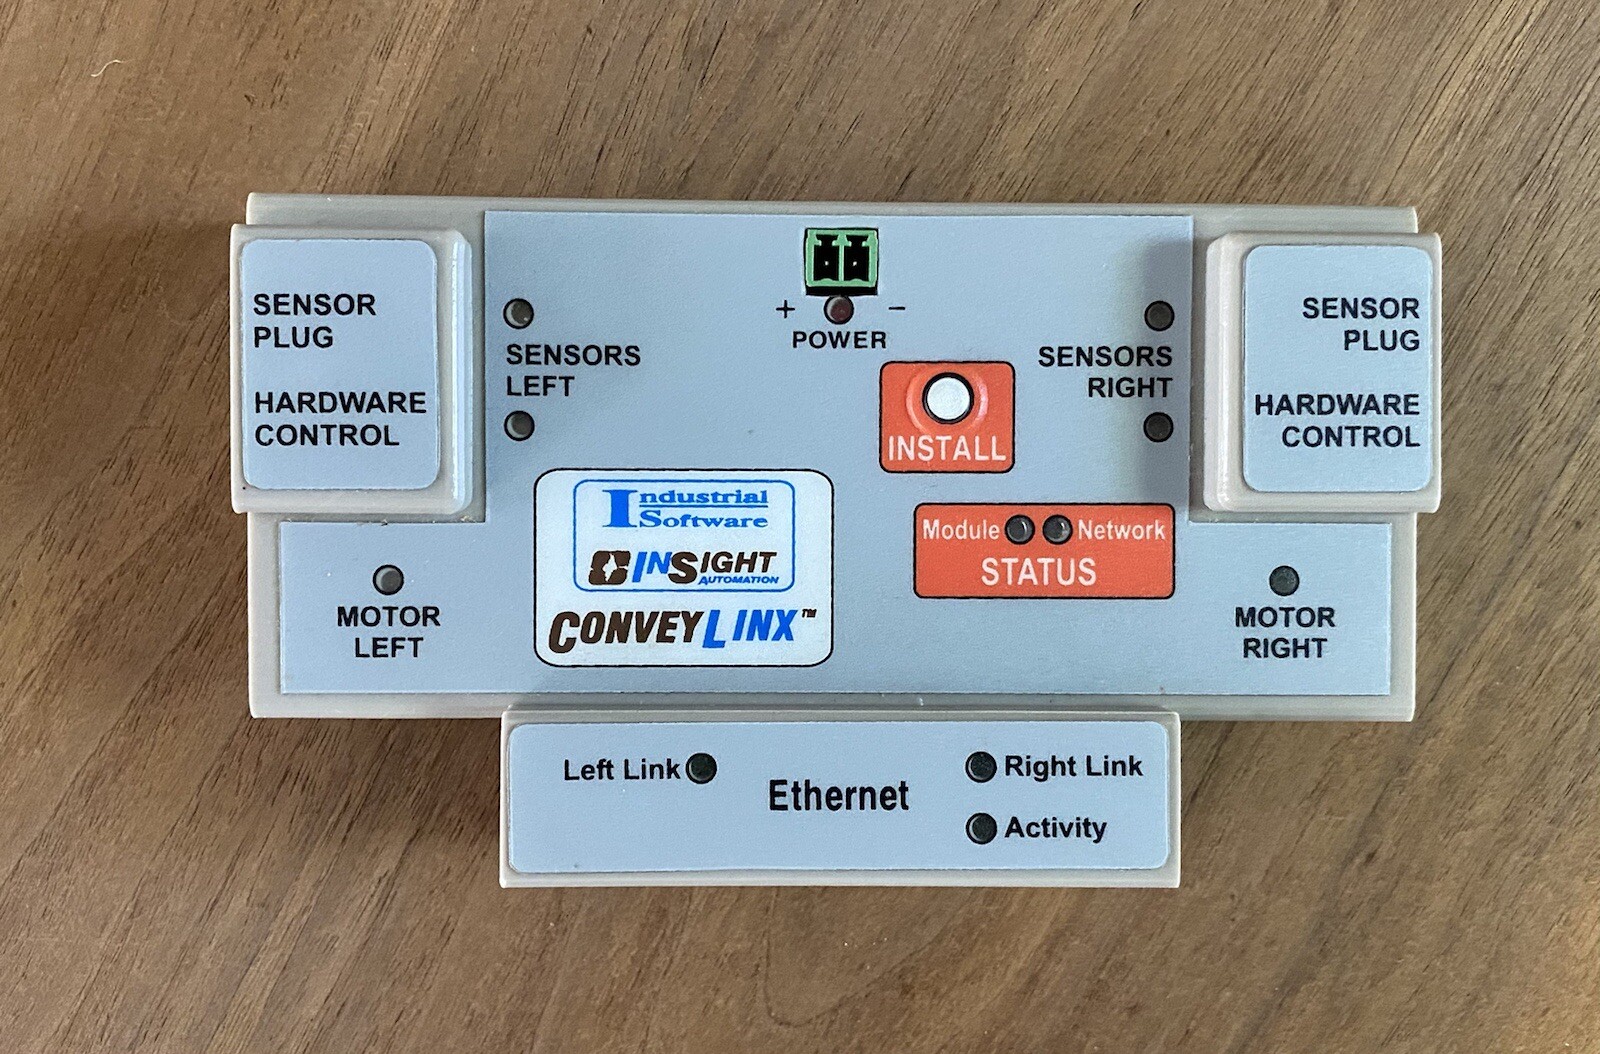 SENSOR
PLUG
HARDWARE
CONTROL
SENSORS
LEFT
+ −
POWER
INSTALL
SENSORS
RIGHT
SENSOR
PLUG
HARDWARE
CONTROL
Industrial
Software
INSIGHT
AUTOMATION
CONVEYLINX™
Module Network
STATUS
MOTOR
LEFT
MOTOR
RIGHT
Left Link
Ethernet
Right Link
Activity